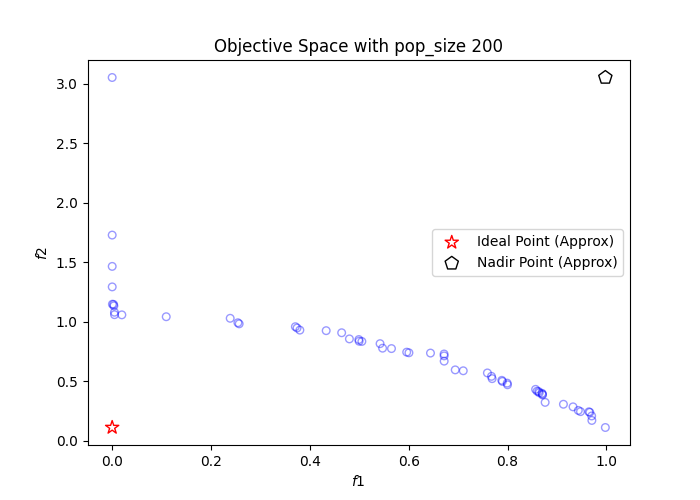 Objective Space with pop_size 200
3.0
2.5
2.0
1.5
1.0
0.5
0.0
f2
Ideal Point (Approx)
Nadir Point (Approx)
0.0 0.2 0.4 0.6 0.8 1.0
f1